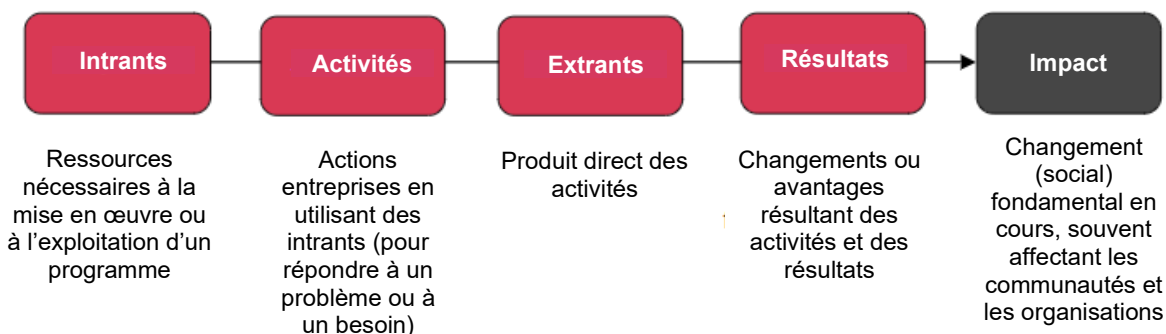 Intrants
Activités
Extrants
Résultats
Impact
Ressources
nécessaires à la
mise en œuvre ou
à l’exploitation d’un
programme
Actions
entreprises en
utilisant des
intrants (pour
répondre à un
problème ou à
un besoin)
Produit direct des
activités
Changements ou
avantages
résultant des
activités et des
résultats
Changement
(social)
fondamental en
cours, souvent
affectant les
communautés et
les organisations